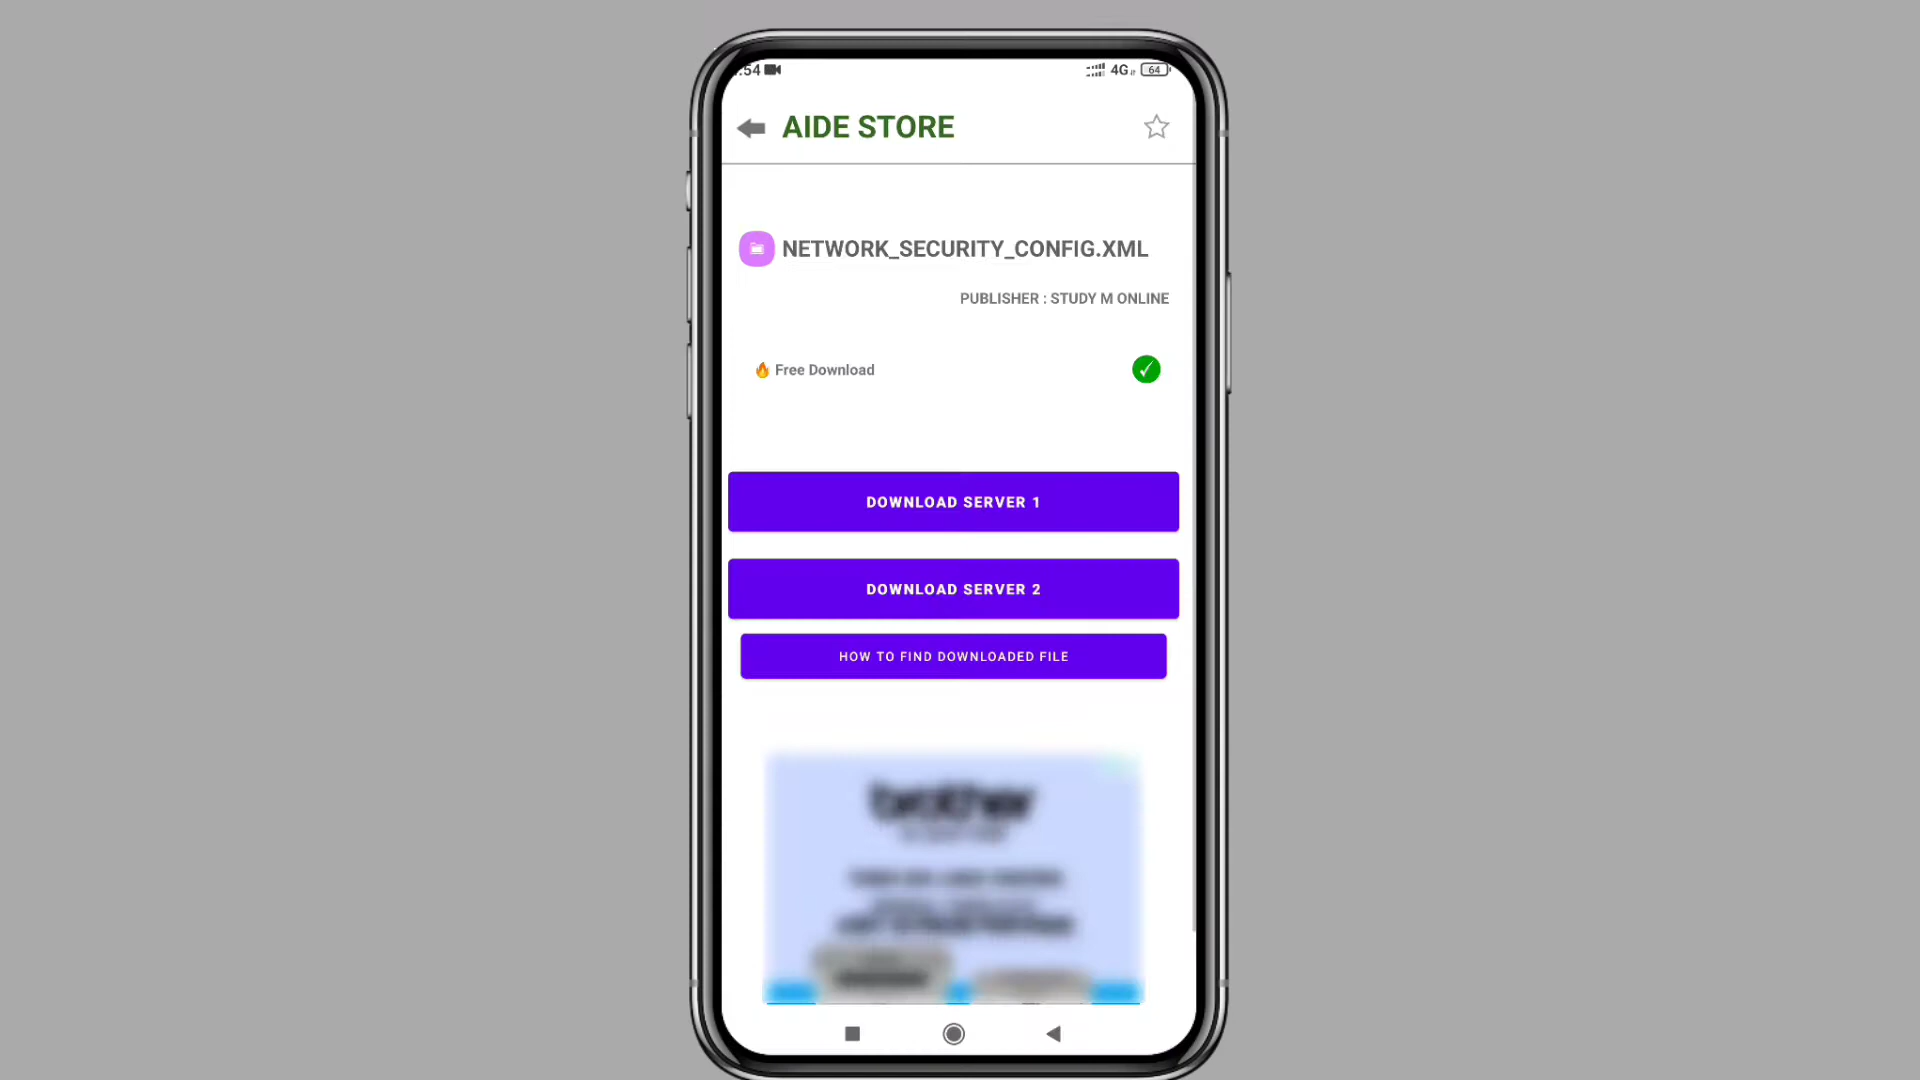 :54
4G
64
AIDE STORE
NETWORK_SECURITY_CONFIG.XML
PUBLISHER : STUDY M ONLINE
🔥 Free Download
DOWNLOAD SERVER 1
DOWNLOAD SERVER 2
HOW TO FIND DOWNLOADED FILE
brother